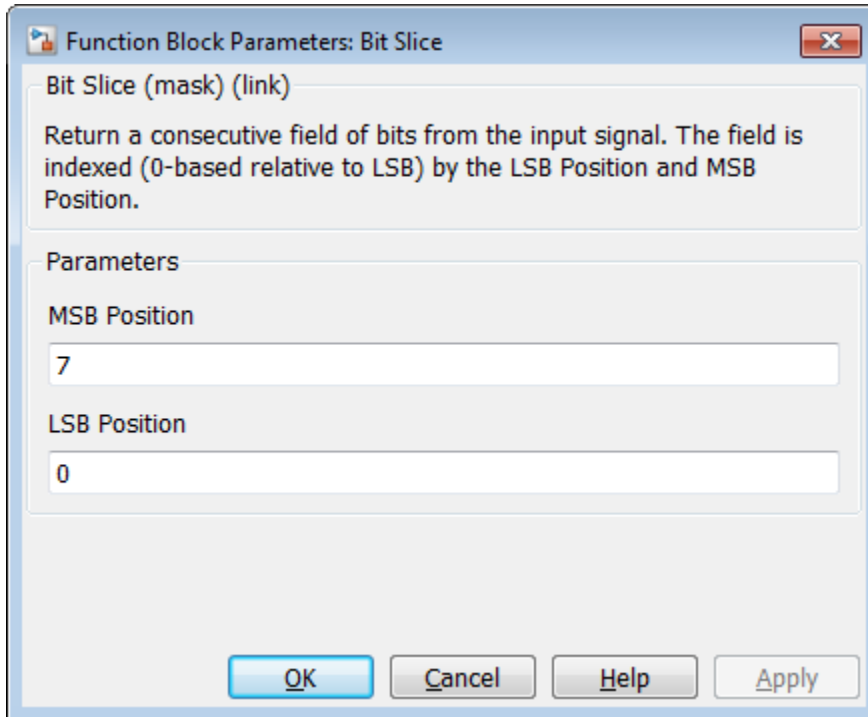 Function Block Parameters: Bit Slice
Bit Slice (mask) (link)
Return a consecutive field of bits from the input signal. The field is
indexed (0-based relative to LSB) by the LSB Position and MSB
Position.
Parameters
MSB Position
7
LSB Position
0
OK Cancel Help Apply